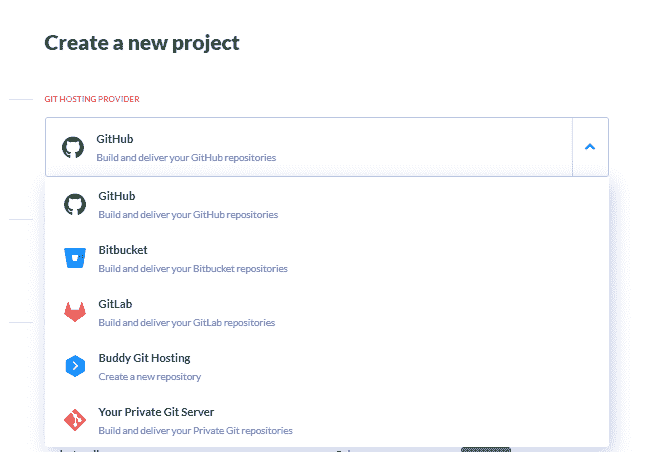 Create a new project
GIT HOSTING PROVIDER
GitHub
Build and deliver your GitHub repositories
GitHub
Build and deliver your GitHub repositories
Bitbucket
Build and deliver your Bitbucket repositories
GitLab
Build and deliver your GitLab repositories
Buddy Git Hosting
Create a new repository
Your Private Git Server
Build and deliver your Private Git repositories